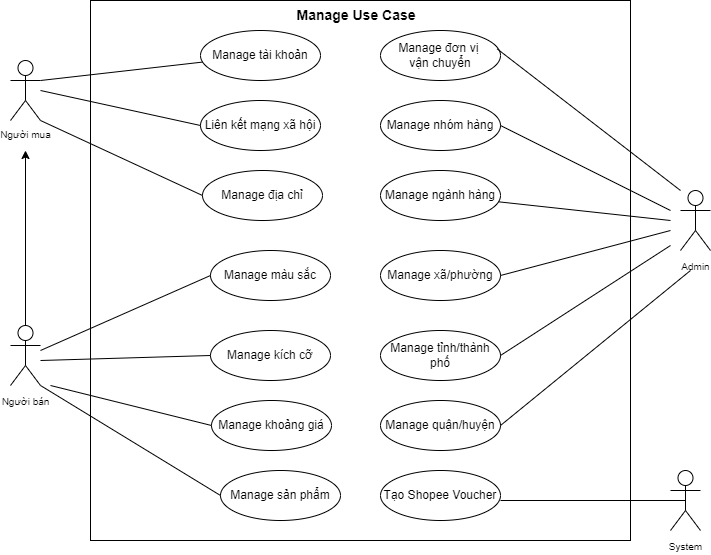 Manage Use Case
Manage tài khoản
Manage đơn vị
vận chuyển
Người mua
Liên kết mạng xã hội
Manage nhóm hàng
Manage địa chỉ
Manage ngành hàng
Admin
Manage màu sắc
Manage xã/phường
Manage kích cỡ
Manage tỉnh/thành
phố
Người bán
Manage khoảng giá
Manage quận/huyện
Manage sản phẩm
Tạo Shopee Voucher
System